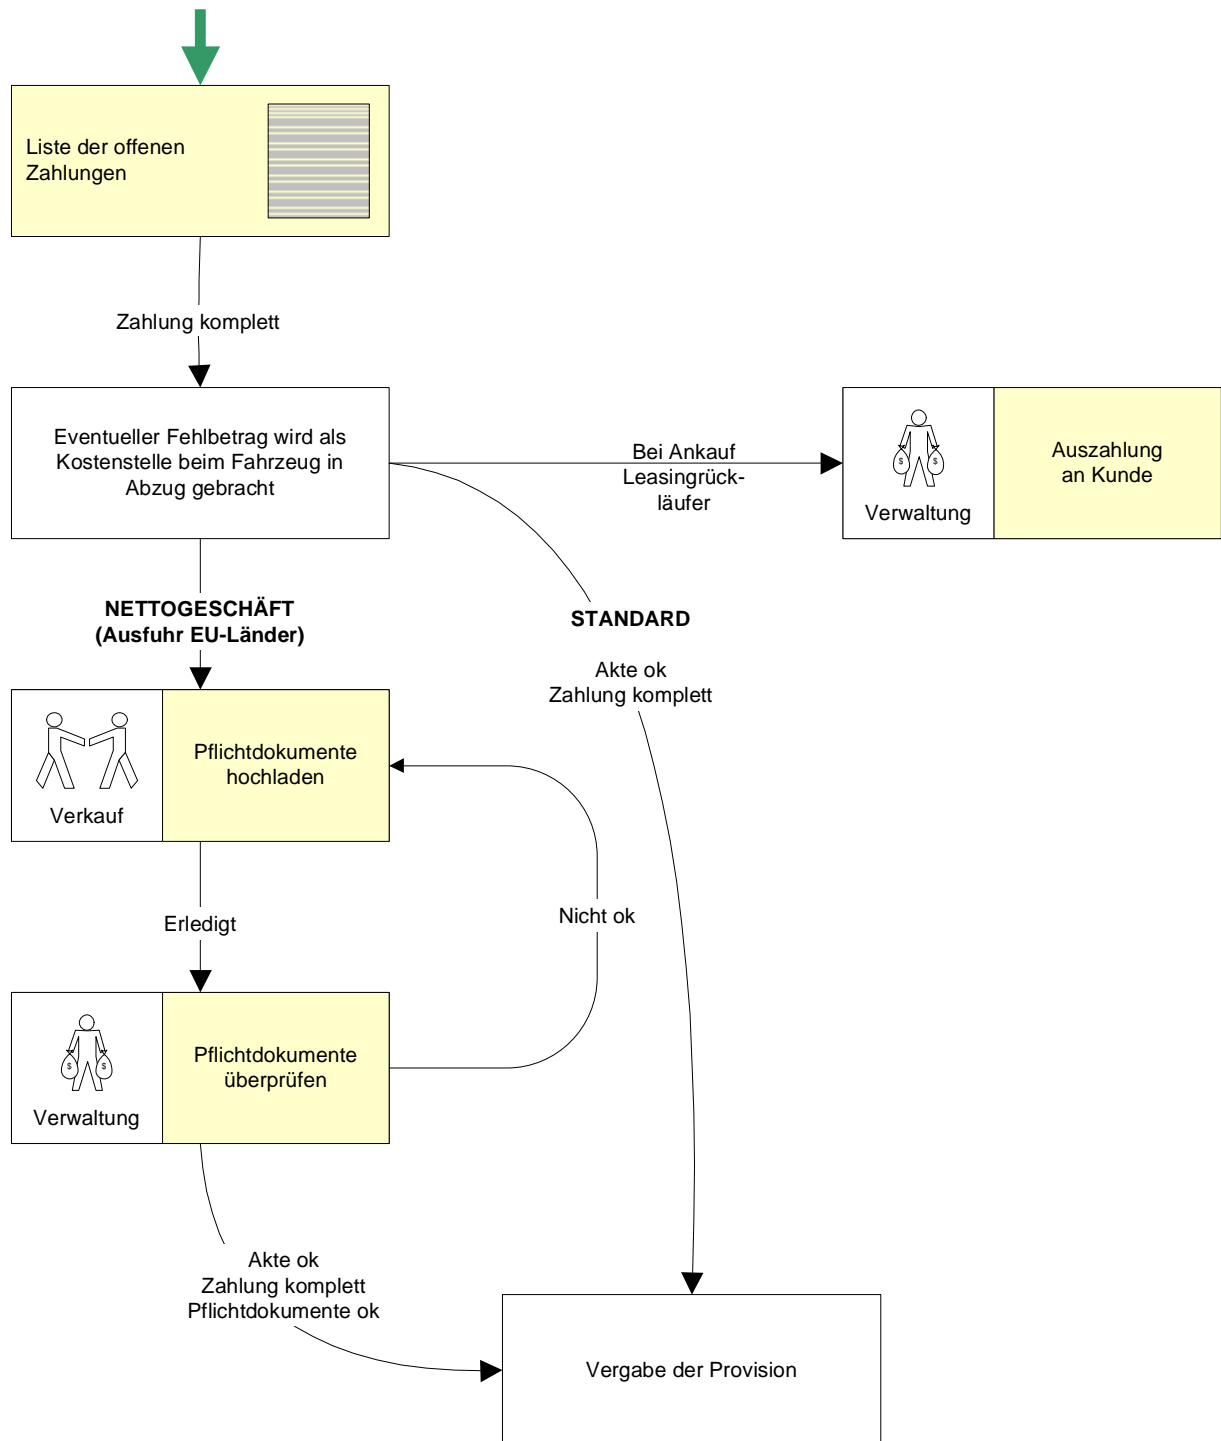 Liste der offenen
Zahlungen
Zahlung komplett
Eventueller Fehlbetrag wird als
Kostenstelle beim Fahrzeug in
Abzug gebracht
Bei Ankauf
Leasingrück-
läufer
$ $
Verwaltung
Auszahlung
an Kunde
NETTOGESCHÄFT
(Ausfuhr EU-Länder)
STANDARD
Akte ok
Zahlung komplett
Verkauf
Pflichtdokumente
hochladen
Erledigt
Nicht ok
$ $
Verwaltung
Pflichtdokumente
überprüfen
Akte ok
Zahlung komplett
Pflichtdokumente ok
Vergabe der Provision